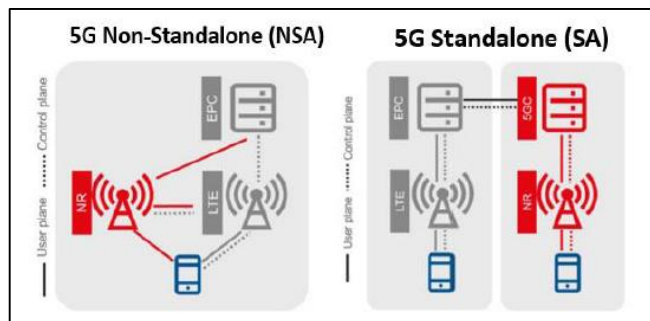 5G Non-Standalone (NSA)
User plane
Control plane
EPC
NR
LTE
5G Standalone (SA)
User plane
Control plane
EPC
5GC
LTE
NR